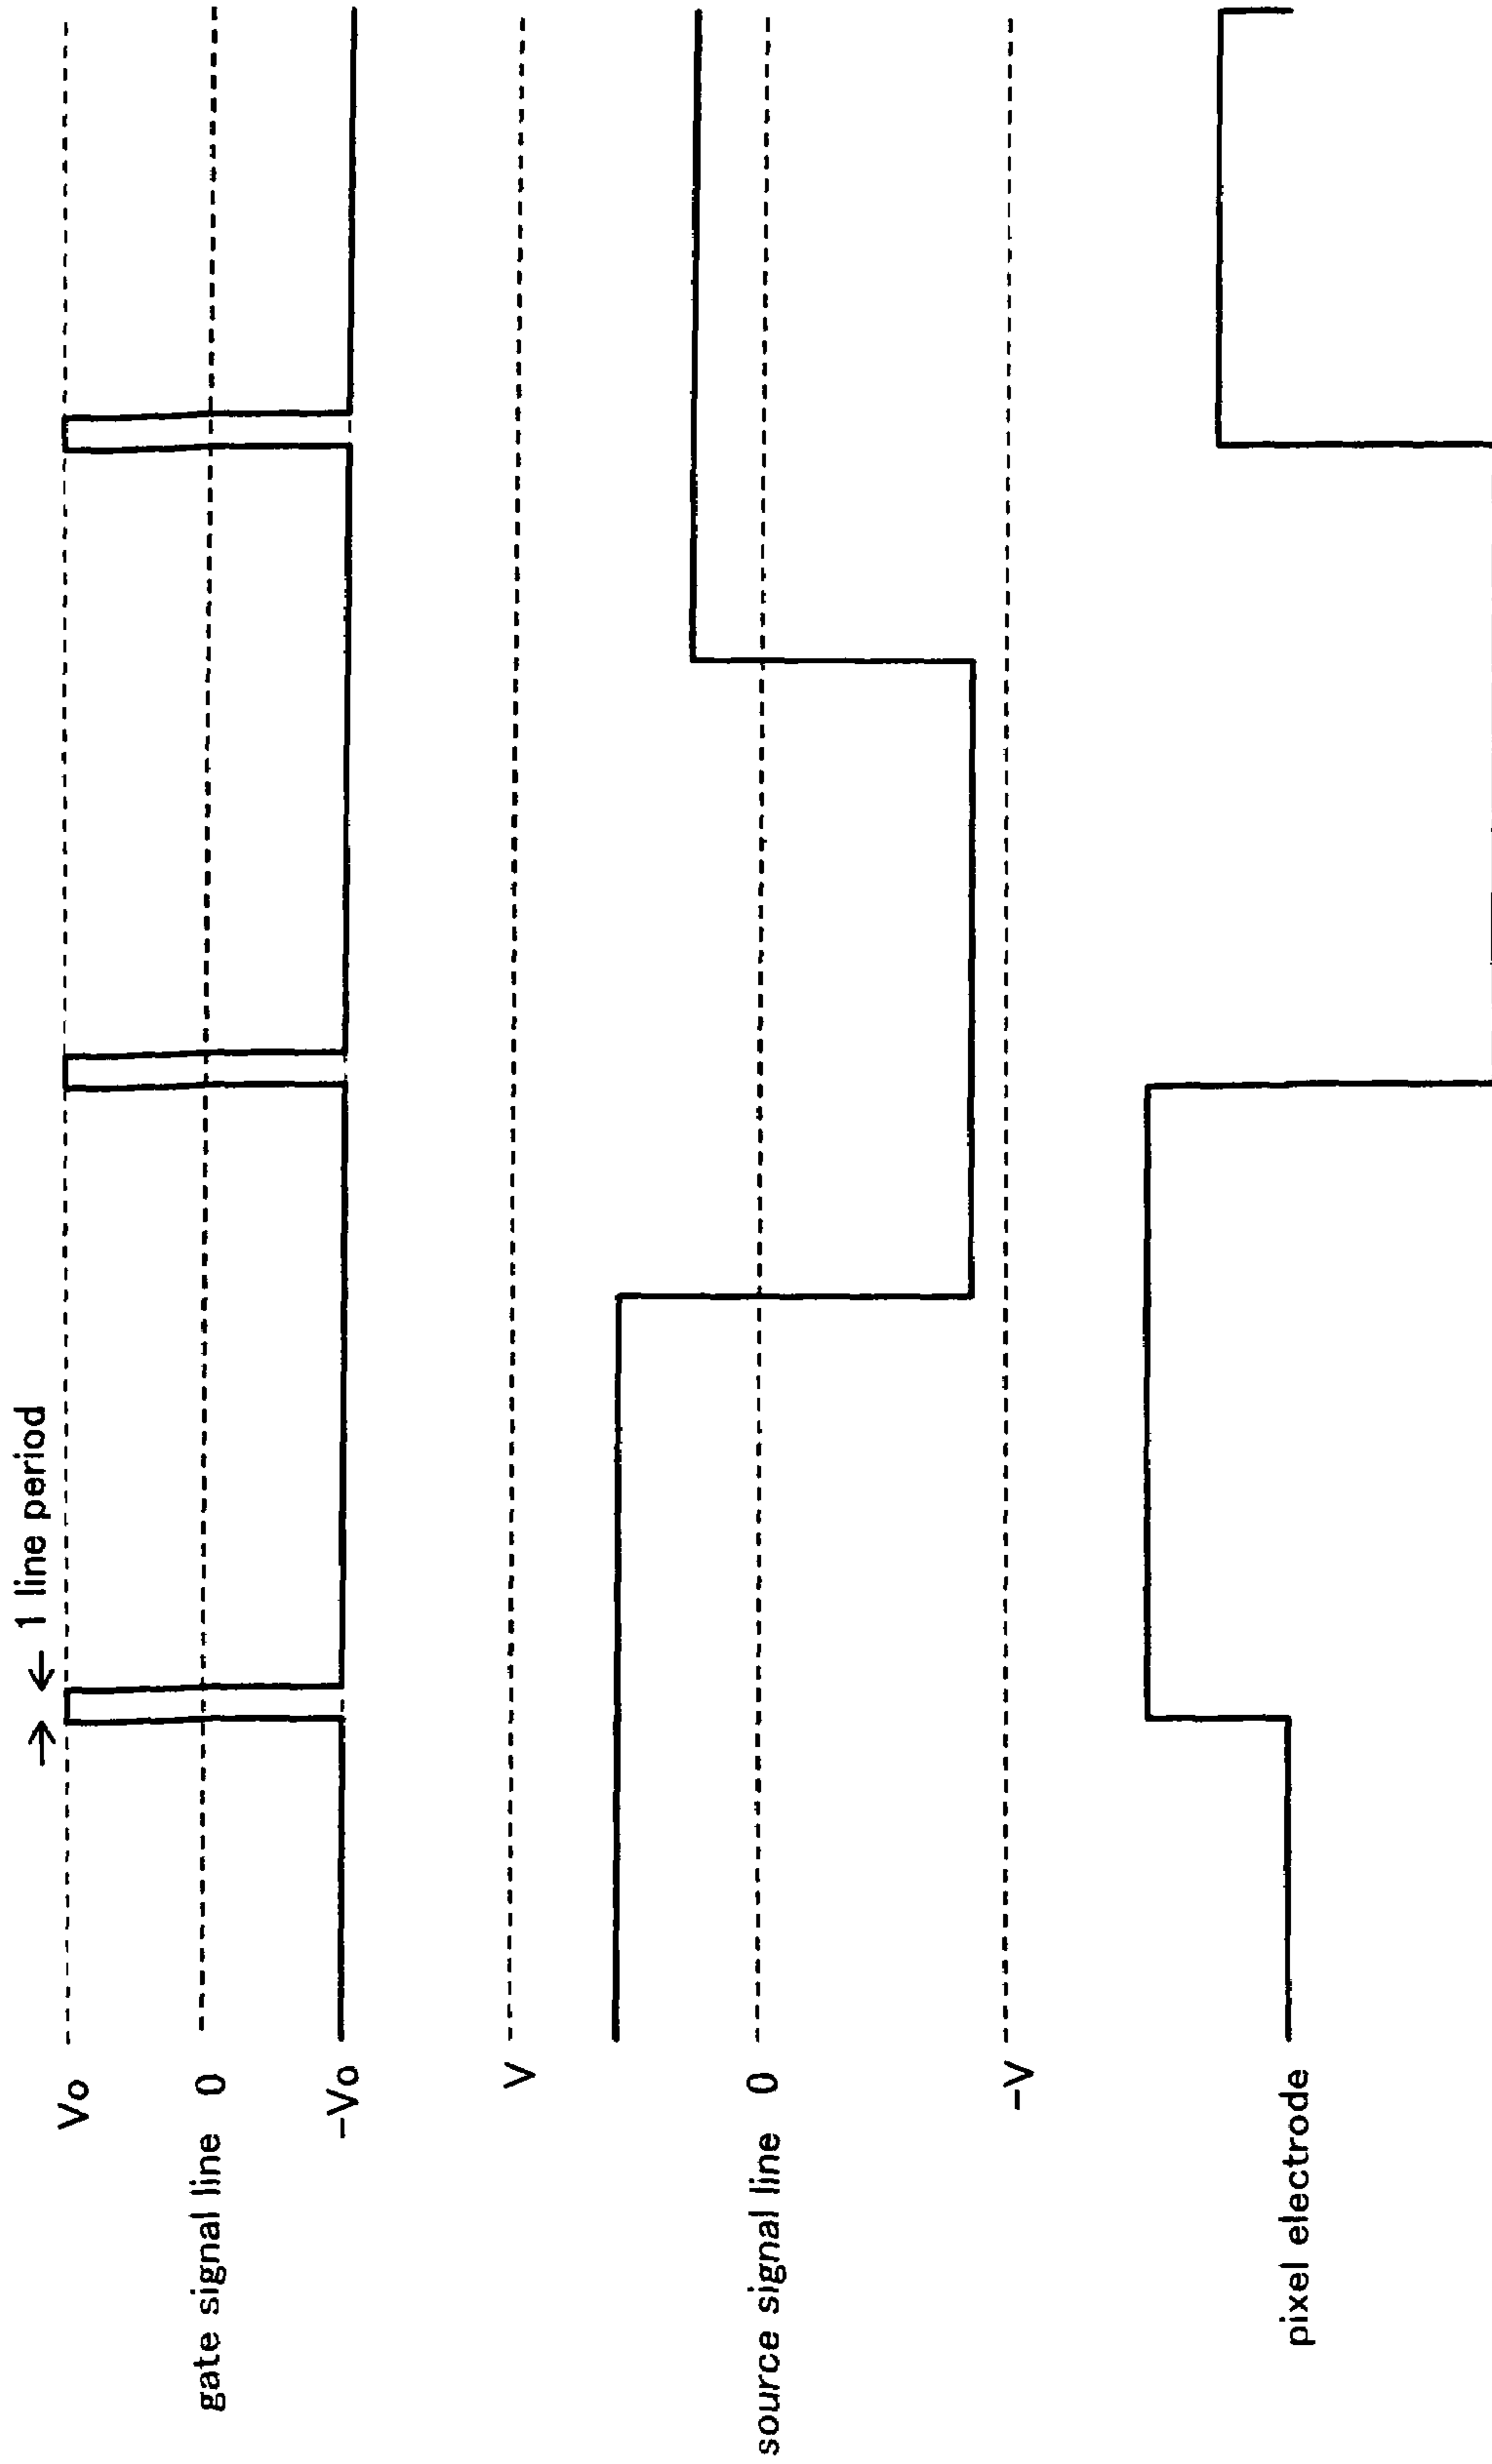 1 line period
Vo
gate signal line 0
-Vo
V
source signal line 0
-V
pixel electrode